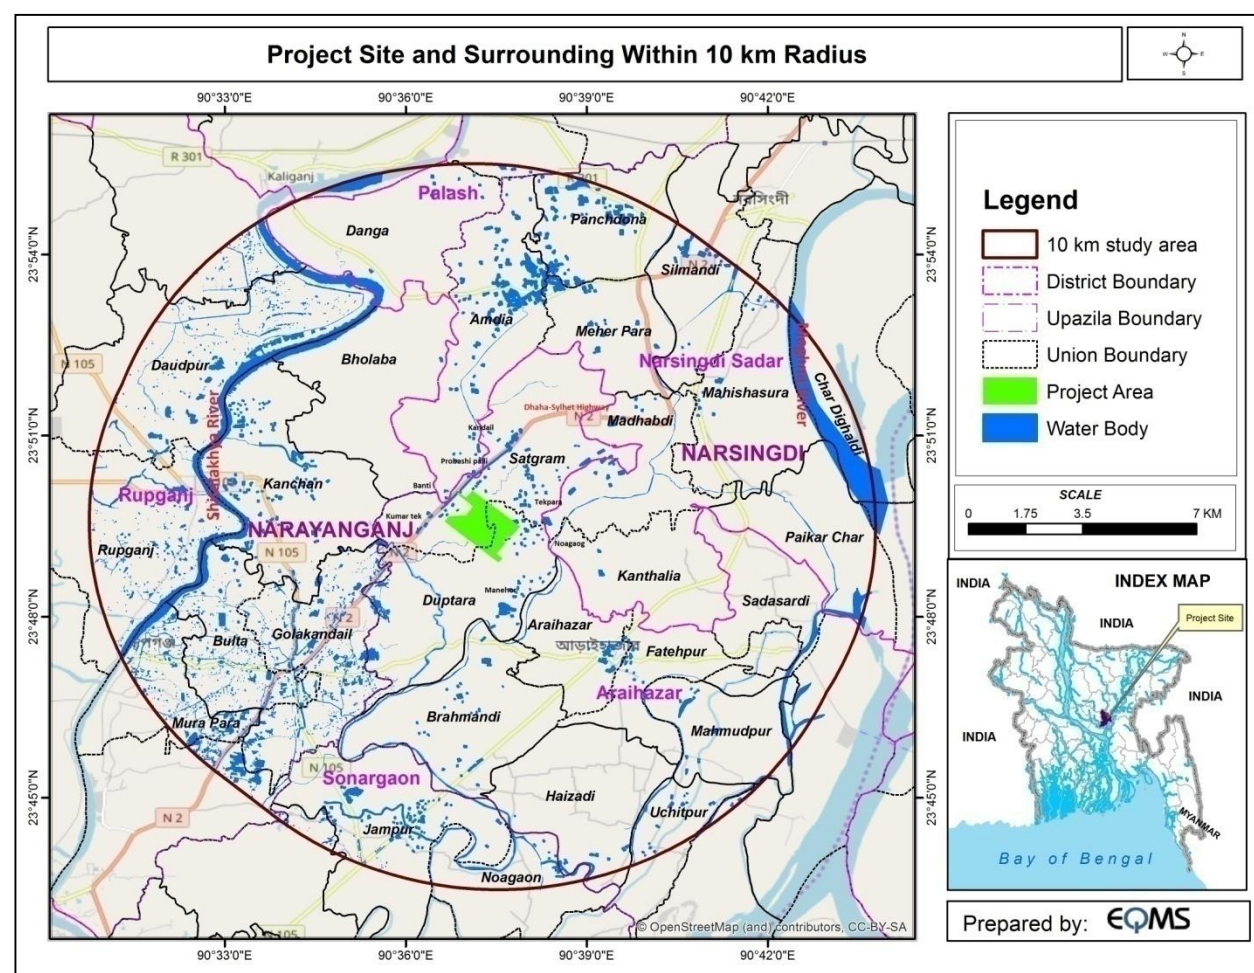 Project Site and Surrounding Within 10 km Radius
N
W E
S
90°33'0"E 90°36'0"E 90°39'0"E 90°42'0"E
R 301
Kaliganj
Palash
R 301
Panchdona
নরসিংদী
Danga
23°54'0"N
23°54'0"N
Silmandi
N 2
Amdia
Meher Para
Daudpur
Bholaba
N 105
Narsingdi Sadar
Mahishasura
Meghna River
Char Dighaldi
Dhaha-Sylhet Highway
N 2
Madhabdi
23°51'0"N
Kandail
Satgram
NARSINGDI
23°51'0"N
Probashi palli
Banti
Kanchan
Rupganj
Tekpara
Kumar tek
NARAYANGANJ
Rupganj
N 105
N 2
Noagaog
Paikar Char
Kanthalia
Duptara
Sadasardi
23°48'0"N
N 2
Araihazar
23°48'0"N
Bulta
Golakandail
আড়াইহাজার
Fatehpur
Araihazar
Mura Para
Brahmandi
Mahmudpur
N 105
Sonargaon
Haizadi
23°45'0"N
23°45'0"N
N 2
Jampur
Uchitpur
Noagaon
N 105
© OpenStreetMap (and) contributors, CC-BY-SA
90°33'0"E 90°36'0"E 90°39'0"E 90°42'0"E
Legend
10 km study area
District Boundary
Upazila Boundary
Union Boundary
Project Area
Water Body
SCALE
0 1.75 3.5 7 KM
INDEX MAP
INDIA
INDIA
Project Site
INDIA
INDIA
MYANMAR
Bay of Bengal
Prepared by: EQMS